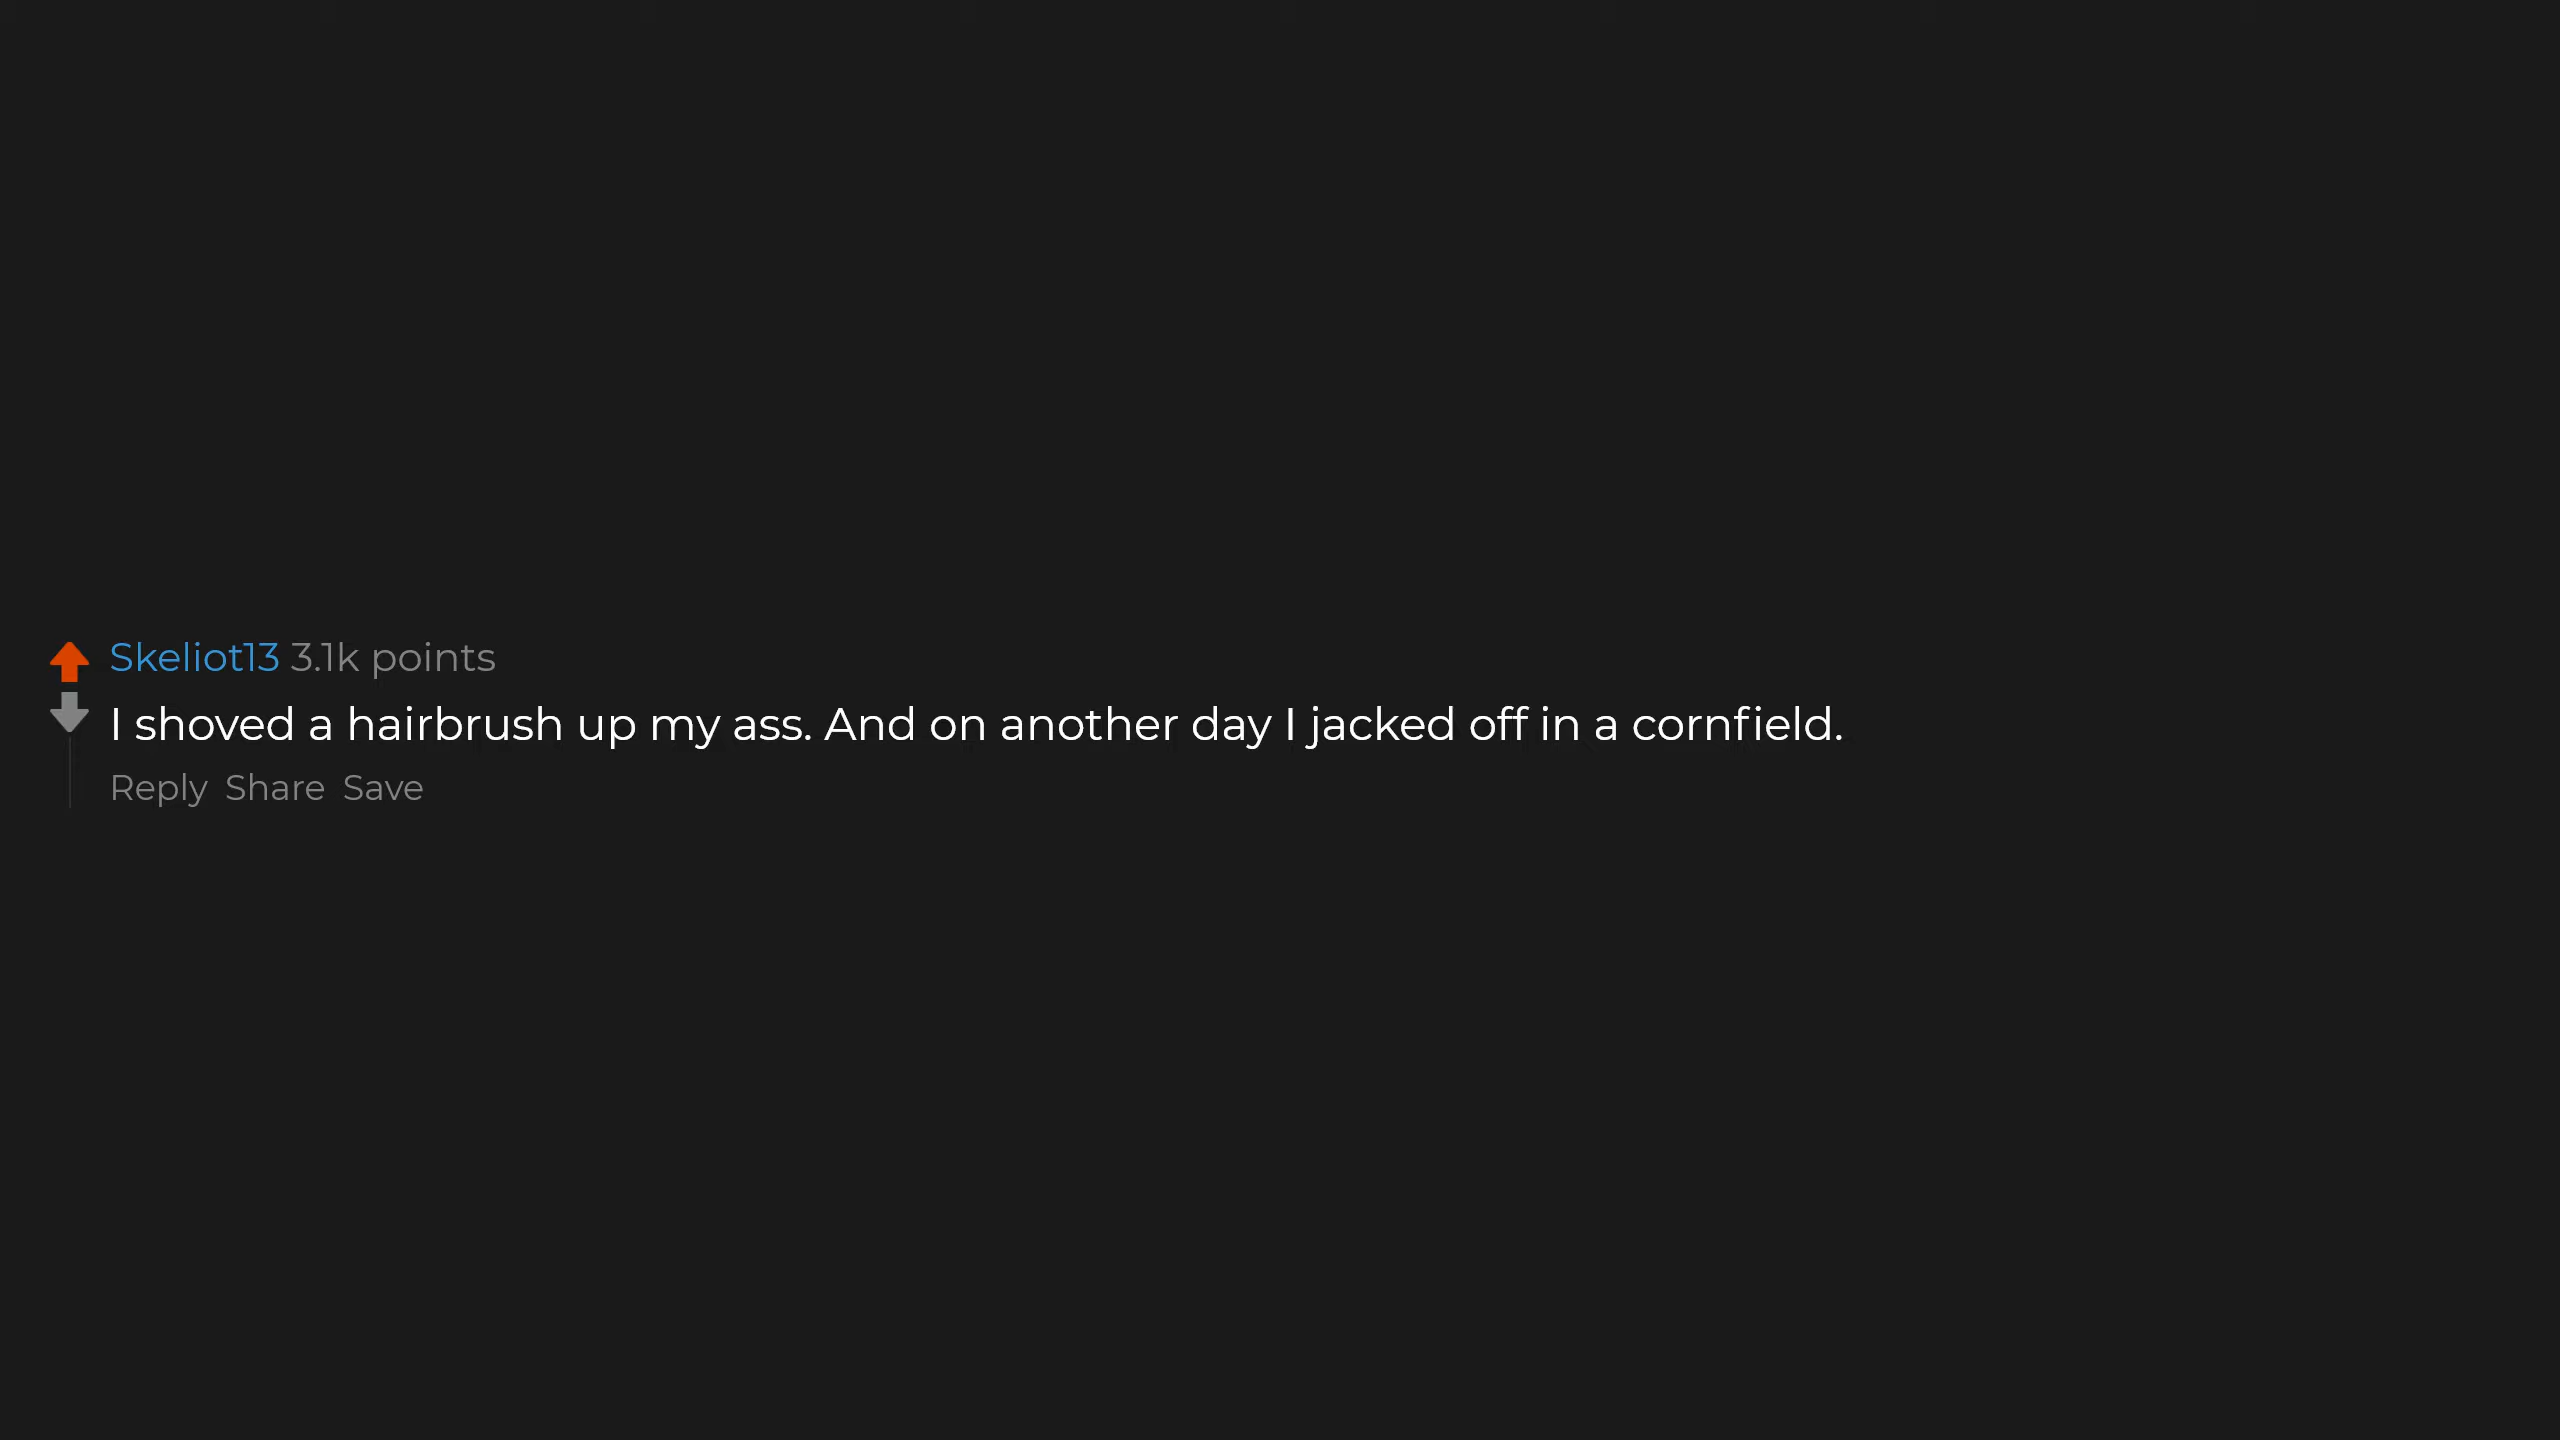 Skeliot13 3.1k points
I shoved a hairbrush up my ass. And on another day I jacked off in a cornfield.
Reply Share Save